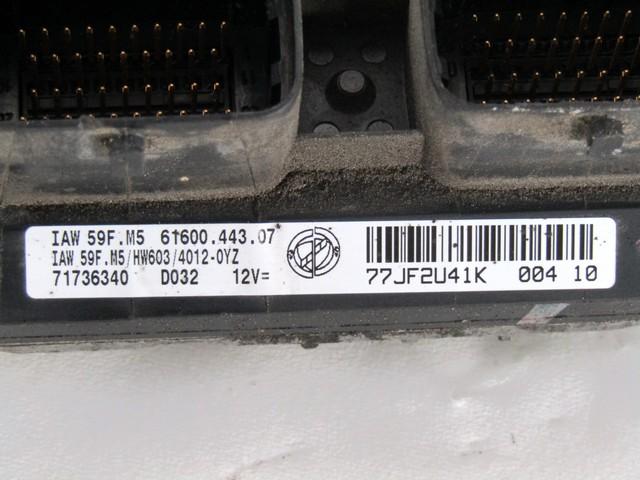 IAW 59F.M5 61600.443.07
IAW 59F.M5/HW603/4012-0YZ
71736340 D032 12V=
77JF2U41K 004 10